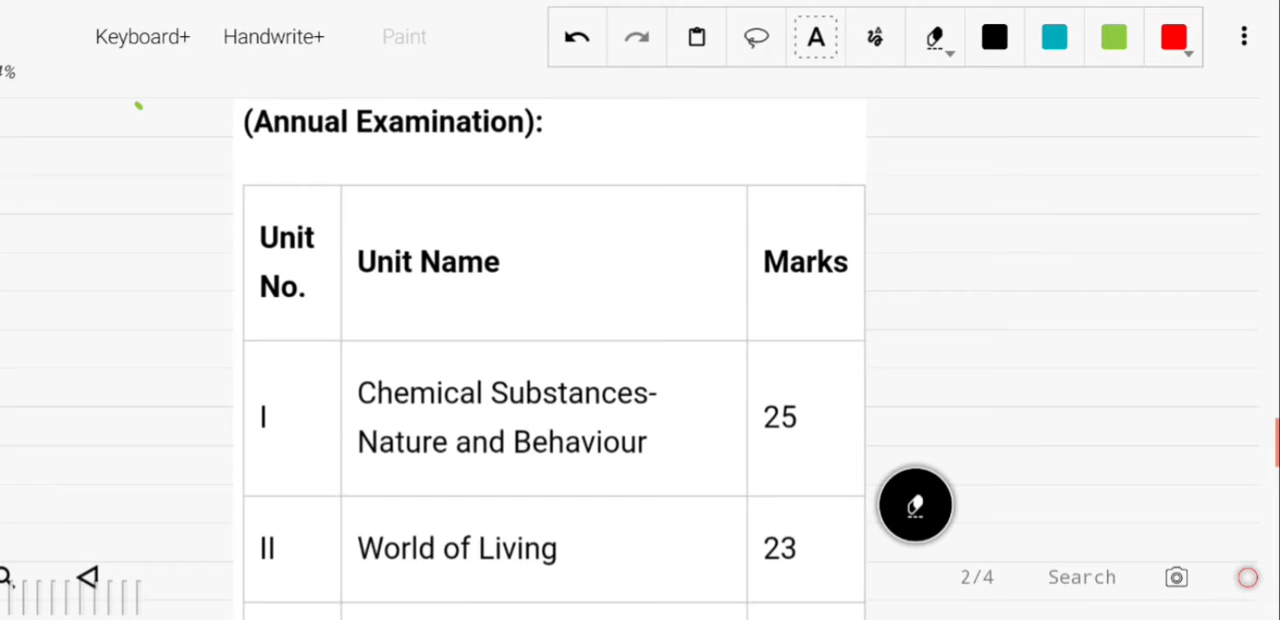 Keyboard+ Handwrite+ Paint A
%
(Annual Examination):
Unit No. Unit Name Marks
I Chemical Substances- Nature and Behaviour 25
II World of Living 23
2/4 Search